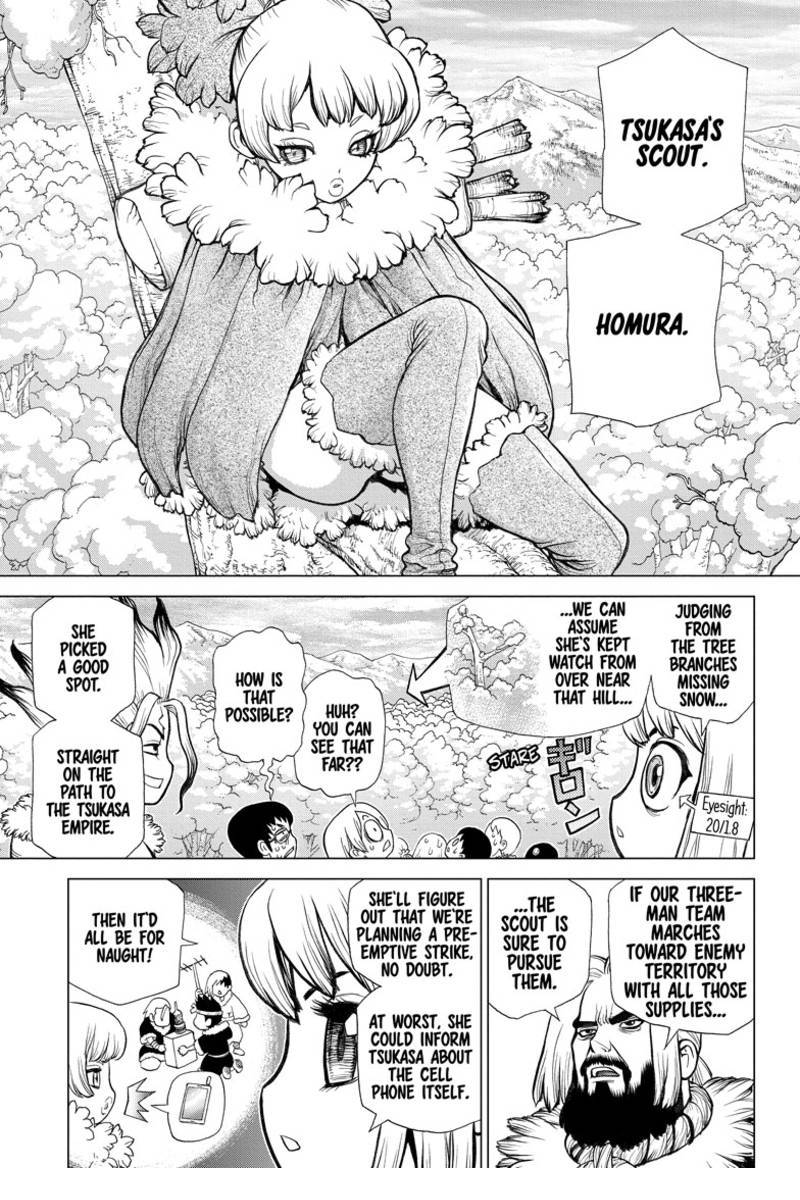 TSUKASA'S
SCOUT.
HOMURA.
JUDGING
FROM
THE TREE
BRANCHES
MISSING
SNOW...
...WE CAN
ASSUME
SHE'S KEPT
WATCH FROM
OVER NEAR
THAT HILL...
Eyesight:
20/18
STARE
ギロン
HUH?
YOU CAN
SEE THAT
FAR??
HOW IS
THAT
POSSIBLE?
SHE
PICKED
A GOOD
SPOT.
STRAIGHT
ON THE
PATH TO
THE TSUKASA
EMPIRE.
IF OUR THREE-
MAN TEAM
MARCHES
TOWARD ENEMY
TERRITORY
WITH ALL THOSE
SUPPLIES...
...THE
SCOUT IS
SURE TO
PURSUE
THEM.
SHE'LL FIGURE
OUT THAT WE'RE
PLANNING A PRE-
EMPTIVE STRIKE,
NO DOUBT.
AT WORST, SHE
COULD INFORM
TSUKASA ABOUT
THE CELL
PHONE ITSELF.
THEN IT'D
ALL BE FOR
NAUGHT!